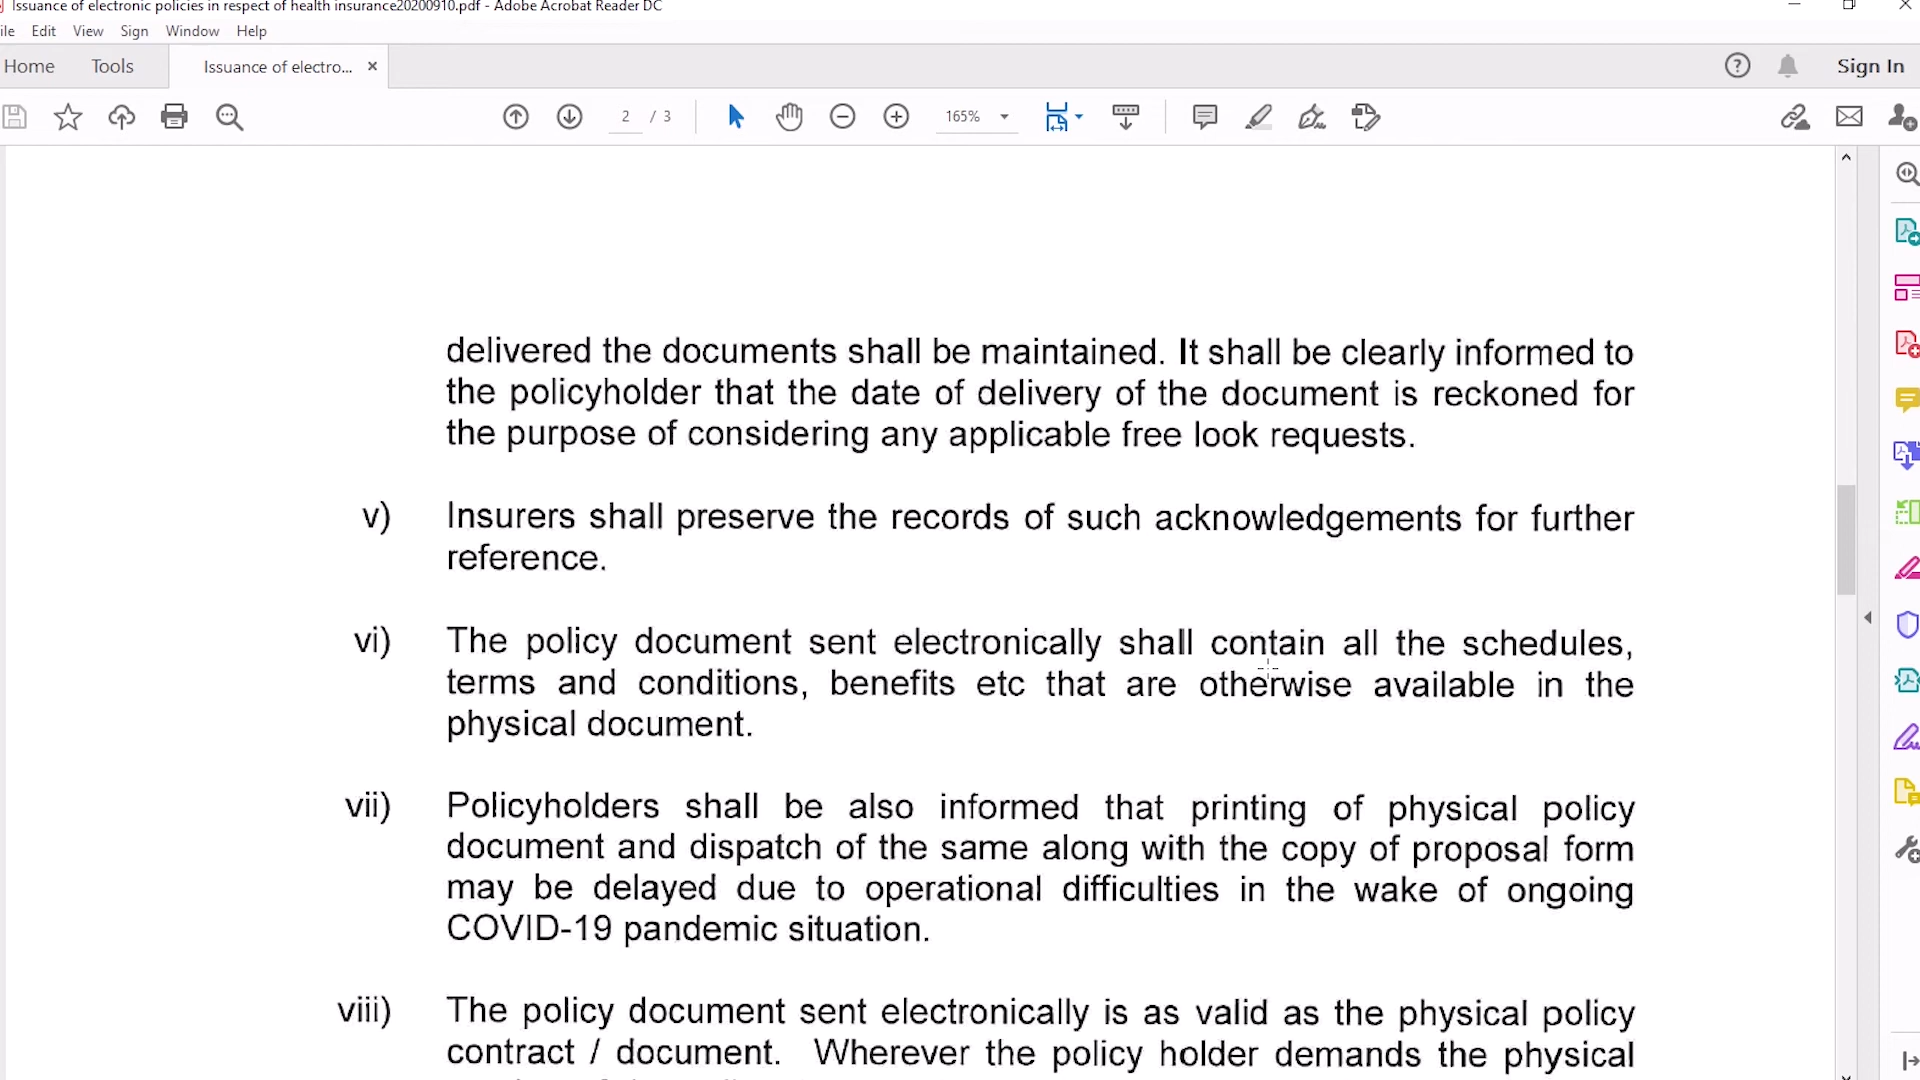 Issuance of electronic policies in respect of health insurance20200910.pdf - Adobe Acrobat Reader DC
Edit View Sign Window Help
Home Tools Issuance of electro... × Sign In
2 / 3 165%
delivered the documents shall be maintained. It shall be clearly informed to
the policyholder that the date of delivery of the document is reckoned for
the purpose of considering any applicable free look requests.
v) Insurers shall preserve the records of such acknowledgements for further
reference.
vi) The policy document sent electronically shall contain all the schedules,
terms and conditions, benefits etc that are otherwise available in the
physical document.
vii) Policyholders shall be also informed that printing of physical policy
document and dispatch of the same along with the copy of proposal form
may be delayed due to operational difficulties in the wake of ongoing
COVID-19 pandemic situation.
viii) The policy document sent electronically is as valid as the physical policy
contract / document. Wherever the policy holder demands the physical